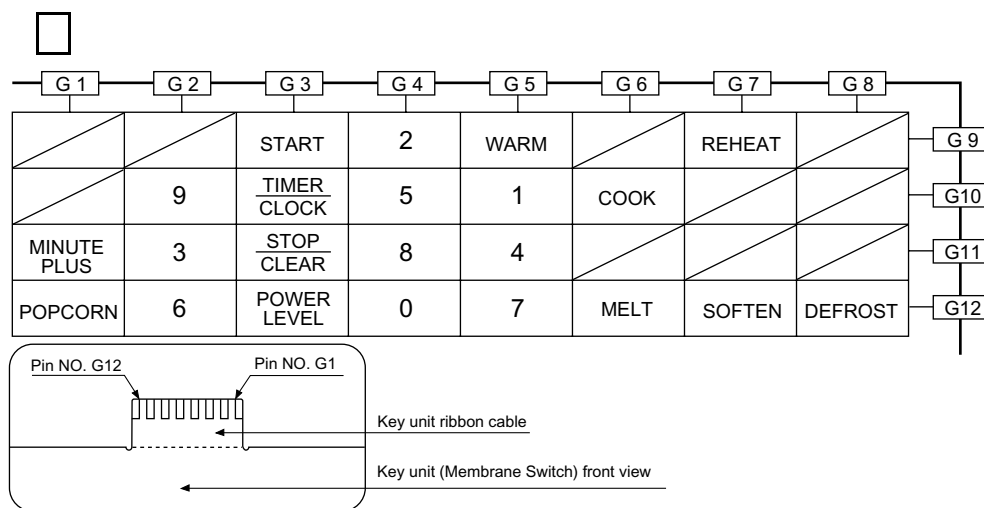 G 1 G 2 G 3 G 4 G 5 G 6 G 7 G 8
START 2 WARM REHEAT G 9
9 TIMER CLOCK 5 1 COOK G10
MINUTE PLUS 3 STOP CLEAR 8 4 G11
POPCORN 6 POWER LEVEL 0 7 MELT SOFTEN DEFROST G12
Pin NO. G12 Pin NO. G1
Key unit ribbon cable
Key unit (Membrane Switch) front view